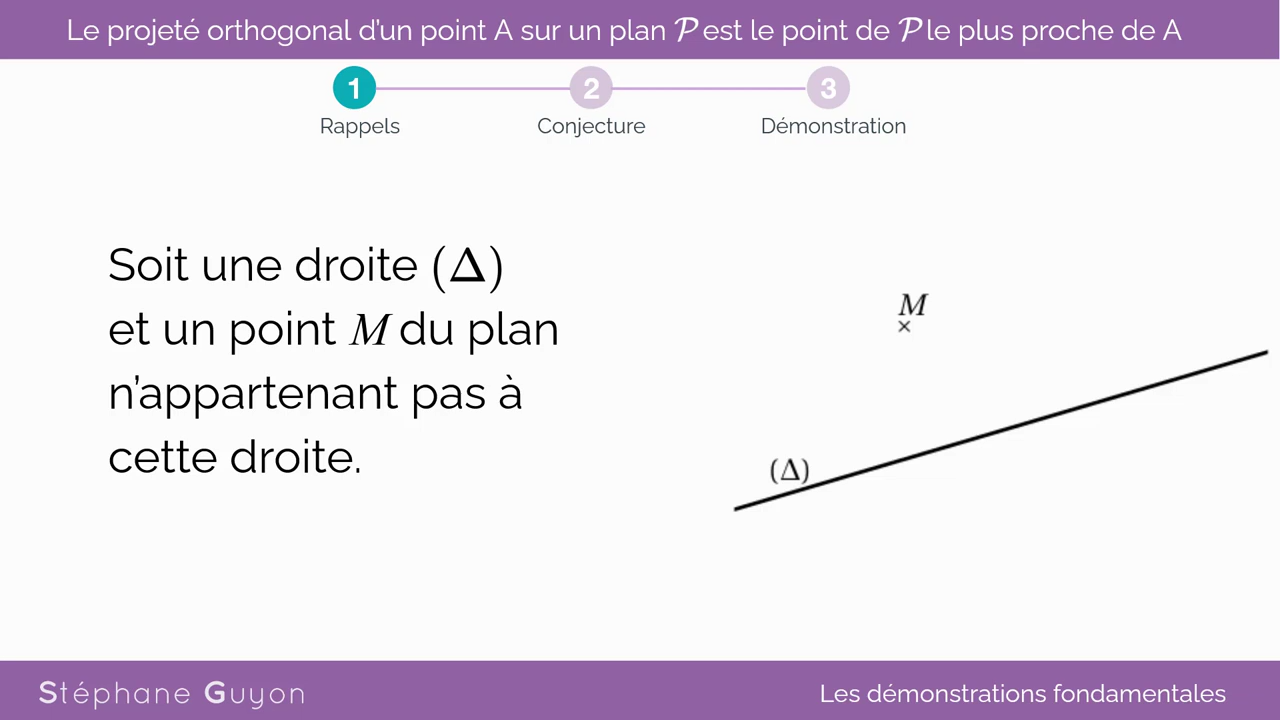 Le projeté orthogonal d'un point A sur un plan 𝒫 est le point de 𝒫 le plus proche de A
1 2 3
Rappels Conjecture Démonstration
Soit une droite (Δ)
et un point M du plan
n'appartenant pas à
cette droite.
M
(Δ)
Stéphane Guyon
Les démonstrations fondamentales